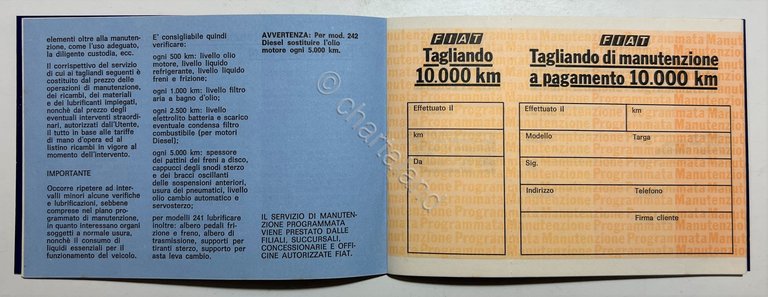 elementi oltre alla manuten-
zione, come l'uso adeguato,
la diligente custodia, ecc.
Il corrispettivo del servizio
di cui ai tagliandi seguenti è
costituito dal prezzo delle
operazioni di manutenzione,
dei ricambi, dei materiali
e dei lubrificanti impiegati,
nonché dal prezzo degli
eventuali interventi straordi-
nari, autorizzati dall'Utente,
il tutto in base alle tariffe
di mano d'opera ed al
listino ricambi in vigore al
momento dell'intervento.
IMPORTANTE
Occorre ripetere ad inter-
valli minori alcune verifiche
e lubrificazioni, sebbene
comprese nel piano pro-
grammato di manutenzione,
in quanto interessano organi
soggetti a normale usura,
nonchè il consumo di
liquidi essenziali per il
funzionamento del veicolo.
E' consigliabile quindi
verificare:
ogni 500 km: livello olio
motore, livello liquido
refrigerante, livello liquido
freni e frizione;
ogni 1.000 km: livello filtro
aria a bagno d'olio;
ogni 2.500 km: livello
elettrolito batteria e scarico
eventuale condensa filtro
combustibile (per motori
Diesel);
ogni 5.000 km: spessore
dei pattini dei freni a disco,
cappucci degli snodi sterzo
e dei bracci oscillanti
delle sospensioni anteriori,
usura dei pneumatici, livello
olio cambio automatico e
servosterzo;
per modelli 241 lubrificare
inoltre: albero pedali fri-
zione e freno, albero di
trasmissione, supporti per
tiranti sterzo, supporto per
asta leva cambio.
AVVERTENZA: Per mod. 242
Diesel sostituire l'olio
motore ogni 5.000 km.
IL SERVIZIO DI MANUTEN-
ZIONE PROGRAMMATA
VIENE PRESTATO DALLE
FILIALI, SUCCURSALI,
CONCESSIONARIE E OFFI-
CINE AUTORIZZATE FIAT.
FIAT
Tagliando
10.000 km
Effettuato il
km
Da
FIAT
Tagliando di manutenzione
a pagamento 10.000 km
Effettuato il km
Modello Targa
Sig.
Indirizzo Telefono
Firma cliente